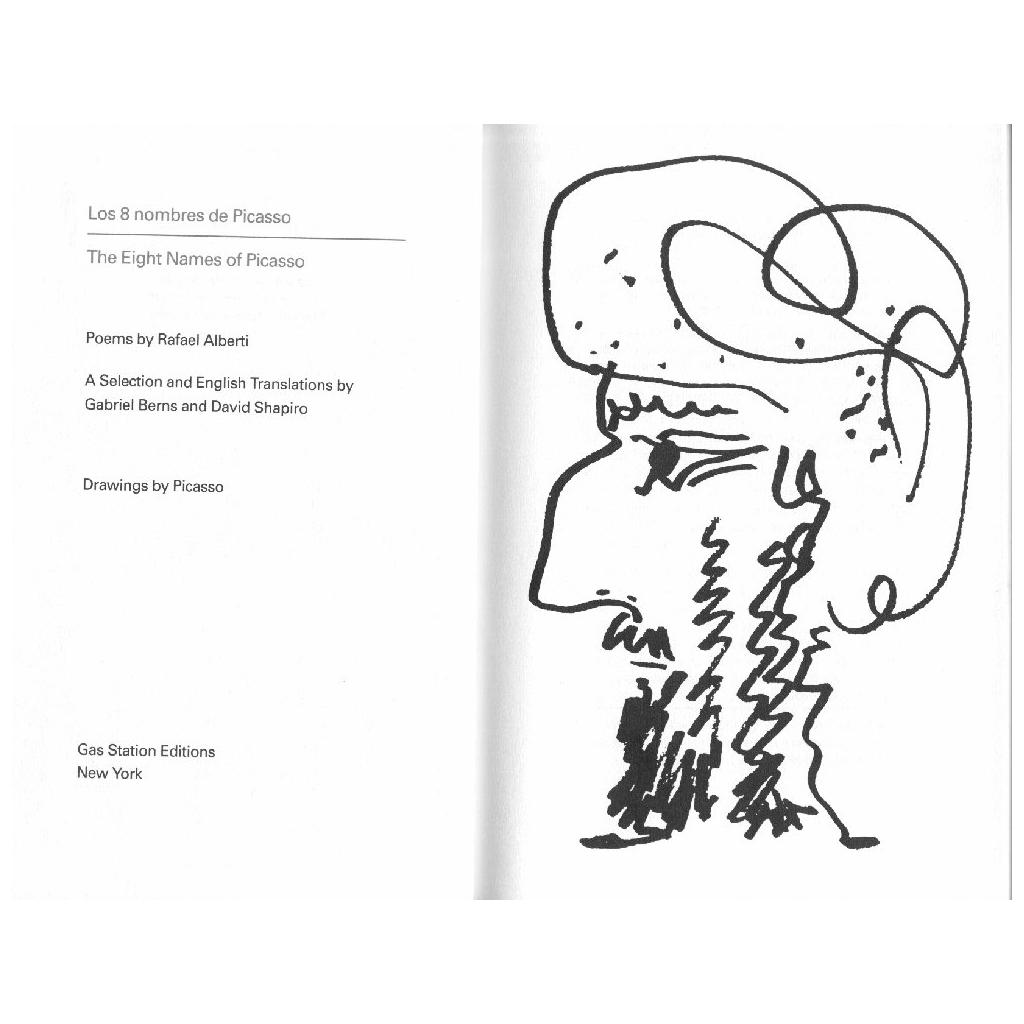 Los 8 nombres de Picasso
The Eight Names of Picasso
Poems by Rafael Alberti
A Selection and English Translations by
Gabriel Berns and David Shapiro
Drawings by Picasso
Gas Station Editions
New York